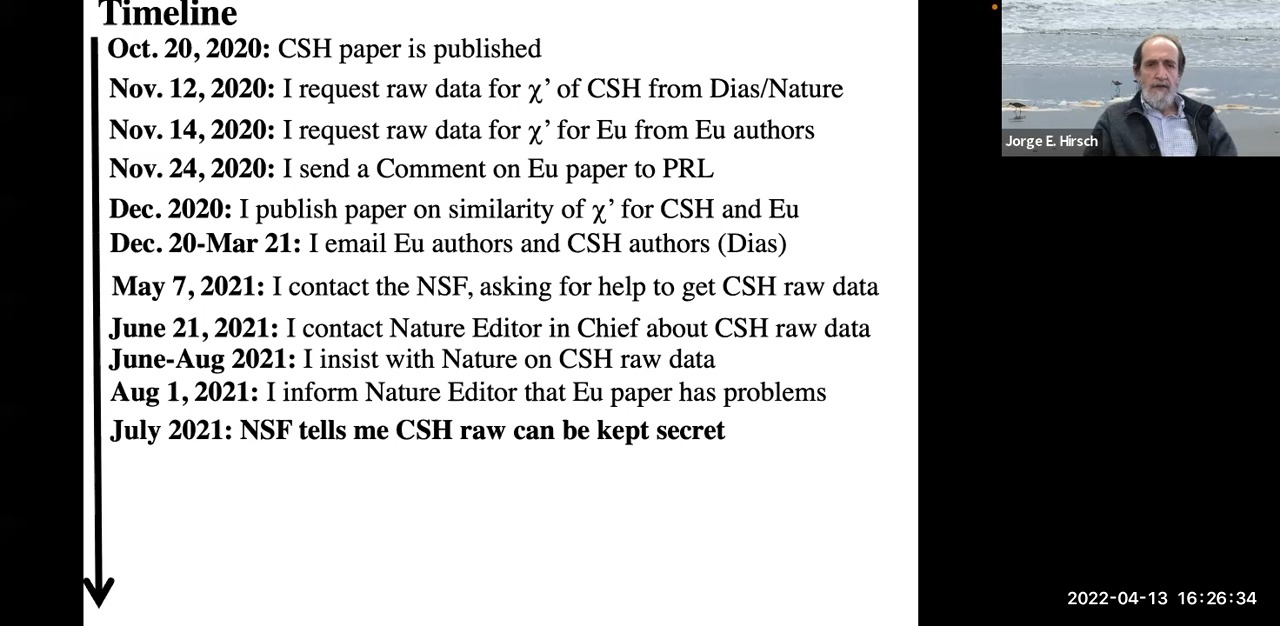 Timeline
Oct. 20, 2020: CSH paper is published
Nov. 12, 2020: I request raw data for χ’ of CSH from Dias/Nature
Nov. 14, 2020: I request raw data for χ’ for Eu from Eu authors
Nov. 24, 2020: I send a Comment on Eu paper to PRL
Dec. 2020: I publish paper on similarity of χ’ for CSH and Eu
Dec. 20-Mar 21: I email Eu authors and CSH authors (Dias)
May 7, 2021: I contact the NSF, asking for help to get CSH raw data
June 21, 2021: I contact Nature Editor in Chief about CSH raw data
June-Aug 2021: I insist with Nature on CSH raw data
Aug 1, 2021: I inform Nature Editor that Eu paper has problems
July 2021: NSF tells me CSH raw can be kept secret
Jorge E. Hirsch
2022-04-13 16:26:34